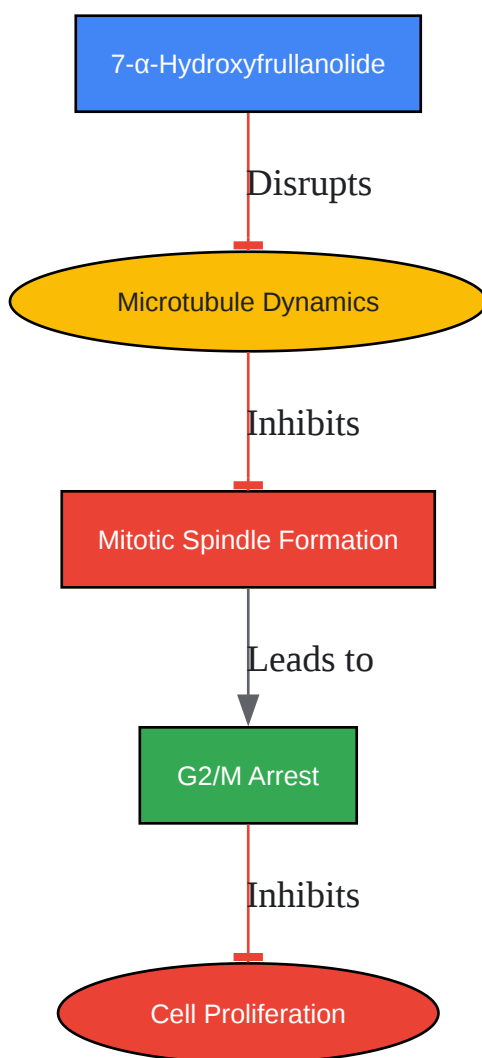 7-α-Hydroxyfrullanolide
Disrupts
Microtubule Dynamics
Inhibits
Mitotic Spindle Formation
Leads to
G2/M Arrest
Inhibits
Cell Proliferation